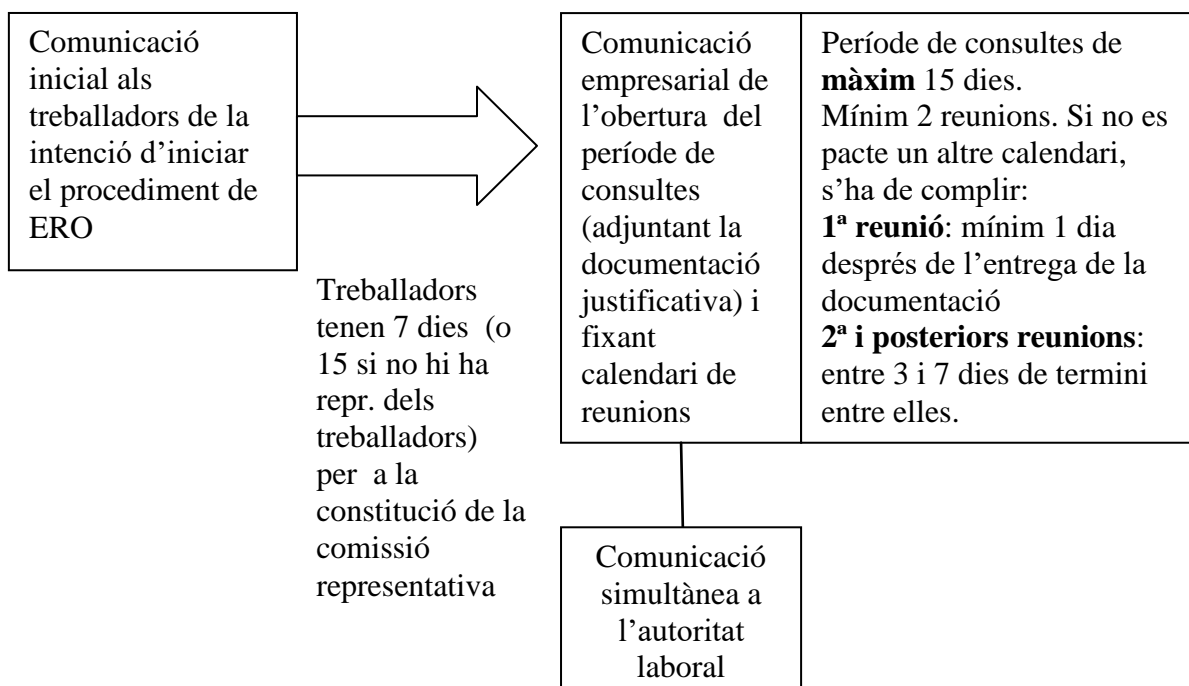 Comunicació
inicial als
treballadors de la
intenció d’iniciar
el procediment de
ERO
Treballadors
tenen 7 dies (o
15 si no hi ha
repr. dels
treballadors)
per a la
constitució de la
comissió
representativa
Comunicació
empresarial de
l’obertura del
període de
consultes
(adjuntant la
documentació
justificativa) i
fixant
calendari de
reunions
Període de consultes de
màxim 15 dies.
Mínim 2 reunions. Si no es
pacte un altre calendari,
s’ha de complir:
1ª reunió: mínim 1 dia
després de l’entrega de la
documentació
2ª i posteriors reunions:
entre 3 i 7 dies de termini
entre elles.
Comunicació
simultànea a
l’autoritat
laboral